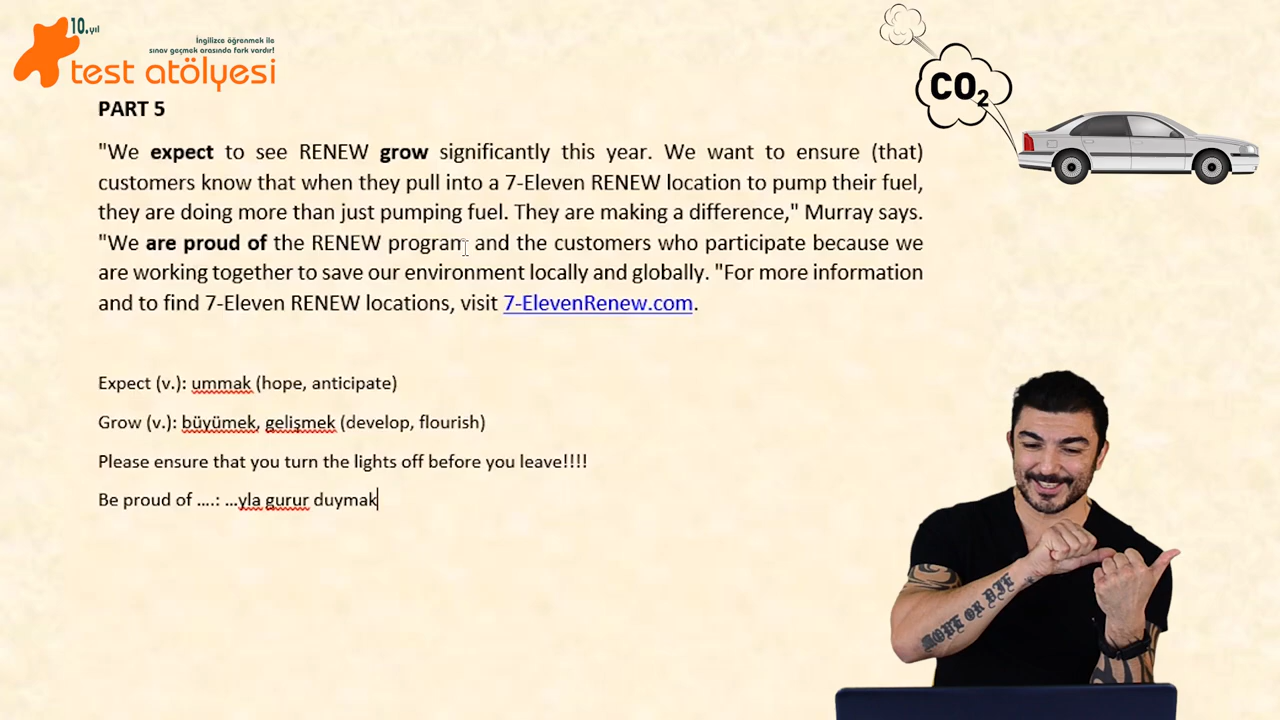 10.yıl
İngilizce öğrenmek ile
sınav geçmek arasında fark vardır!
test atölyesi
CO2
PART 5
"We expect to see RENEW grow significantly this year. We want to ensure (that)
customers know that when they pull into a 7-Eleven RENEW location to pump their fuel,
they are doing more than just pumping fuel. They are making a difference," Murray says.
"We are proud of the RENEW program and the customers who participate because we
are working together to save our environment locally and globally. "For more information
and to find 7-Eleven RENEW locations, visit 7-ElevenRenew.com.
Expect (v.): ummak (hope, anticipate)
Grow (v.): büyümek, gelişmek (develop, flourish)
Please ensure that you turn the lights off before you leave!!!!
Be proud of ....: ...yla gurur duymak
MOVE OR DIE